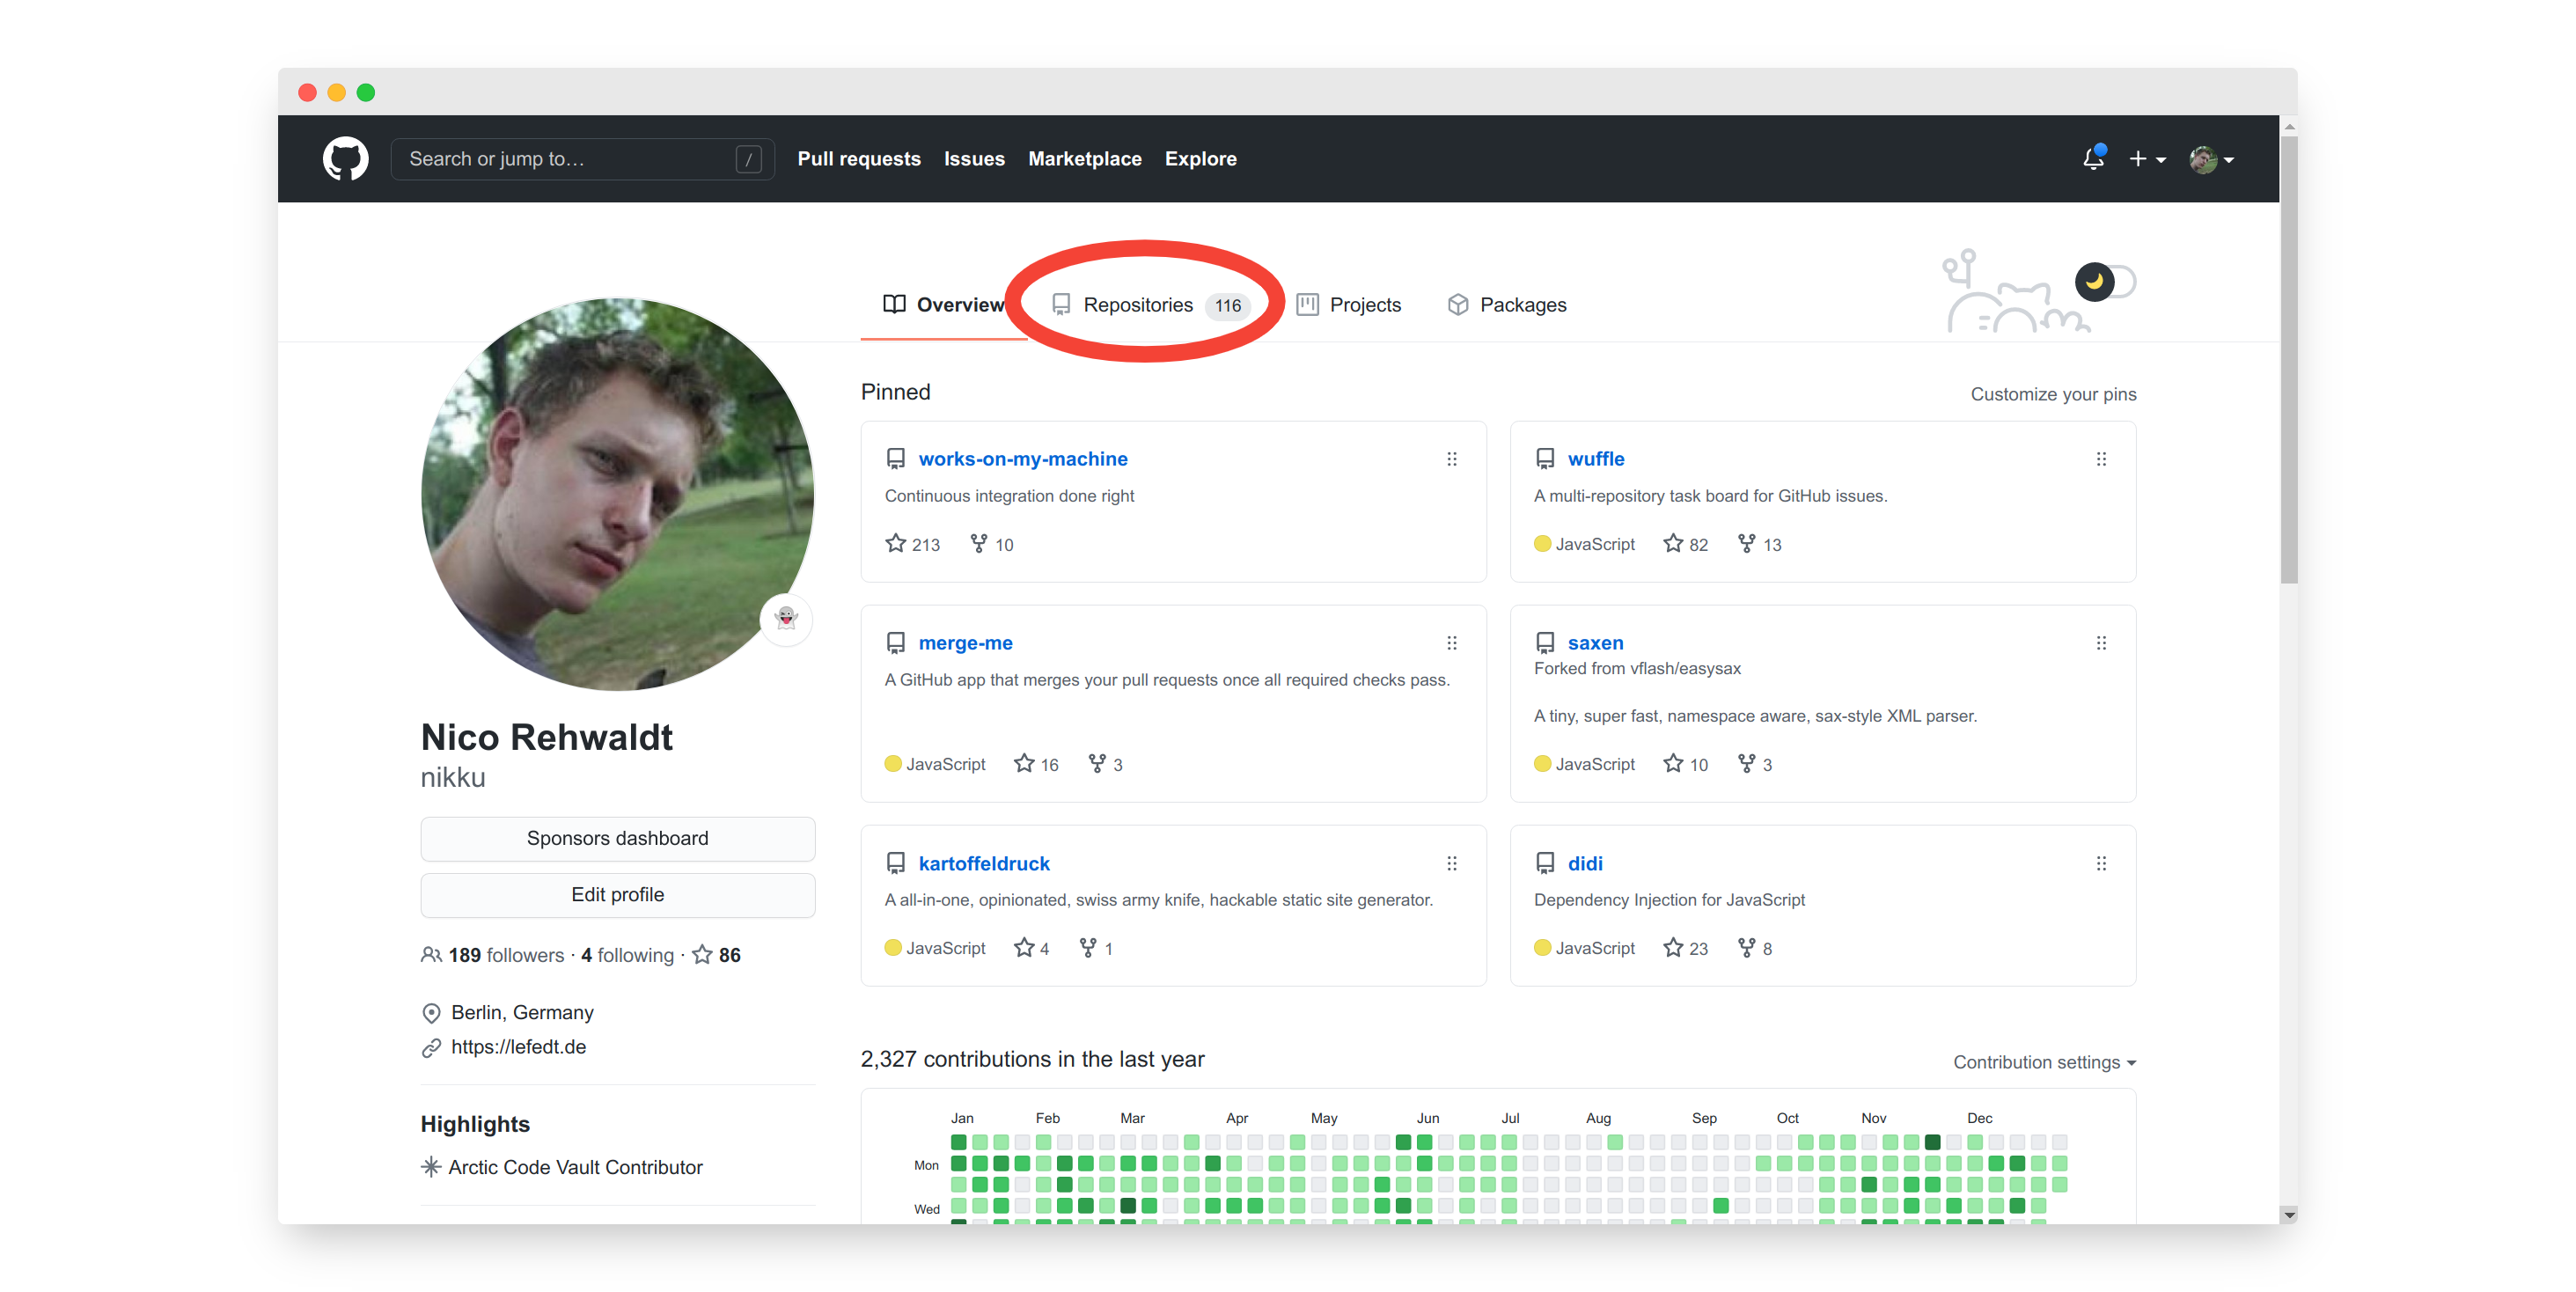 Search or jump to… /
Pull requests Issues Marketplace Explore
Overview
Repositories 116
Projects
Packages
Nico Rehwaldt
nikku
Sponsors dashboard
Edit profile
189 followers · 4 following · 86
Berlin, Germany
https://lefedt.de
Highlights
Arctic Code Vault Contributor
Pinned
Customize your pins
works-on-my-machine
Continuous integration done right
213 10
wuffle
A multi-repository task board for GitHub issues.
JavaScript 82 13
merge-me
A GitHub app that merges your pull requests once all required checks pass.
JavaScript 16 3
saxen
Forked from vflash/easysax
A tiny, super fast, namespace aware, sax-style XML parser.
JavaScript 10 3
kartoffeldruck
A all-in-one, opinionated, swiss army knife, hackable static site generator.
JavaScript 4 1
didi
Dependency Injection for JavaScript
JavaScript 23 8
2,327 contributions in the last year
Contribution settings
Jan Feb Mar Apr May Jun Jul Aug Sep Oct Nov Dec
Mon
Wed